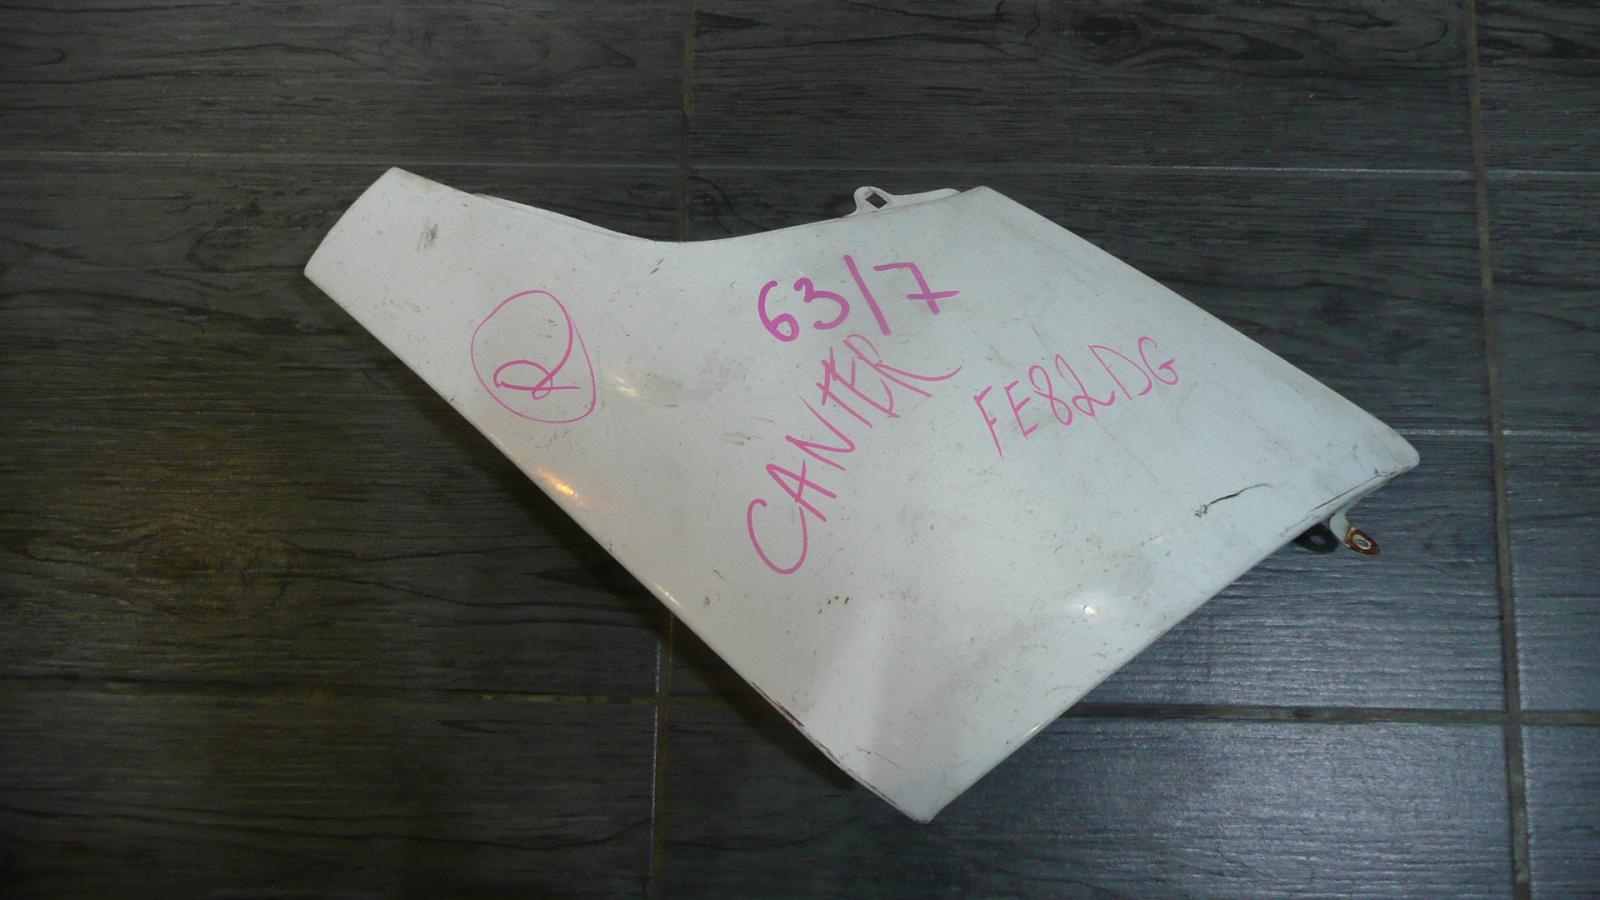 R
63/7
CANTER
FE82DG